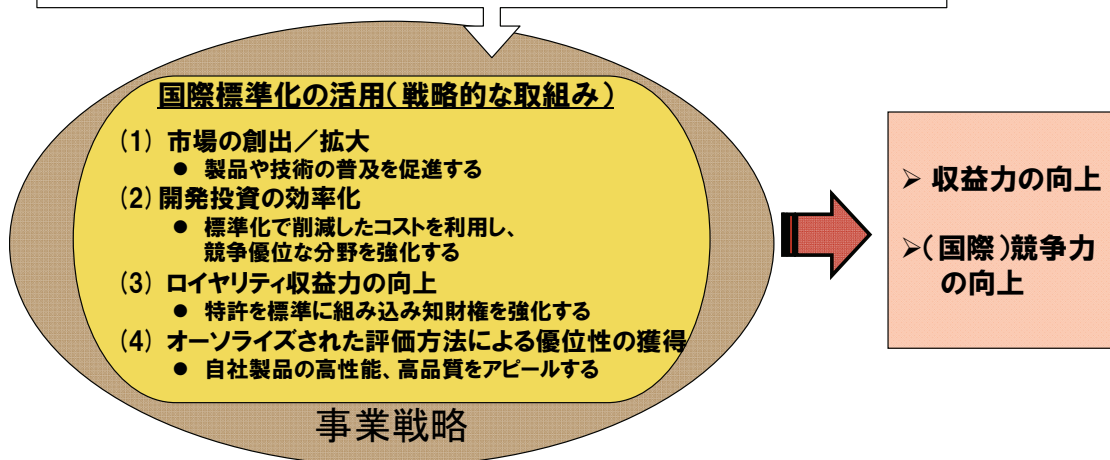 国際標準化の活用(戦略的な取組み)
(1) 市場の創出／拡大
● 製品や技術の普及を促進する
(2) 開発投資の効率化
● 標準化で削減したコストを利用し、
競争優位な分野を強化する
(3) ロイヤリティ収益力の向上
● 特許を標準に組み込み知財権を強化する
(4) オーソライズされた評価方法による優位性の獲得
● 自社製品の高性能、高品質をアピールする
事業戦略
➢ 収益力の向上
➢(国際)競争力
の向上